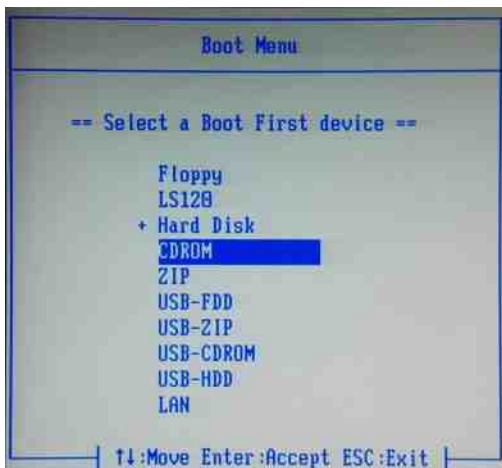 Boot Menu
== Select a Boot First device ==
Floppy
LS120
+ Hard Disk
CDROM
ZIP
USB-FDD
USB-ZIP
USB-CDROM
USB-HDD
LAN
↑↓:Move Enter:Accept ESC:Exit